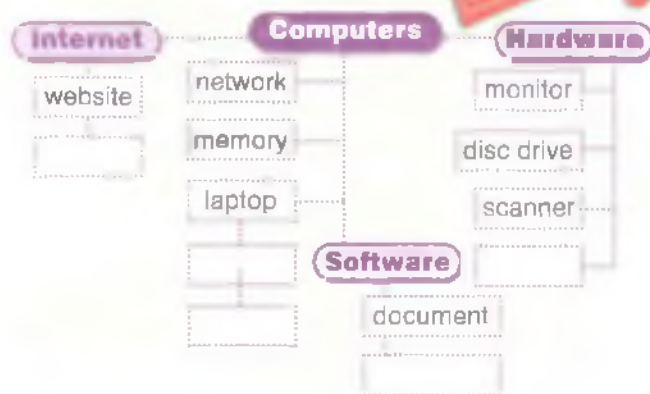 Computers
Internet
website
network
memory
laptop
Hardware
monitor
disc drive
scanner
Software
document